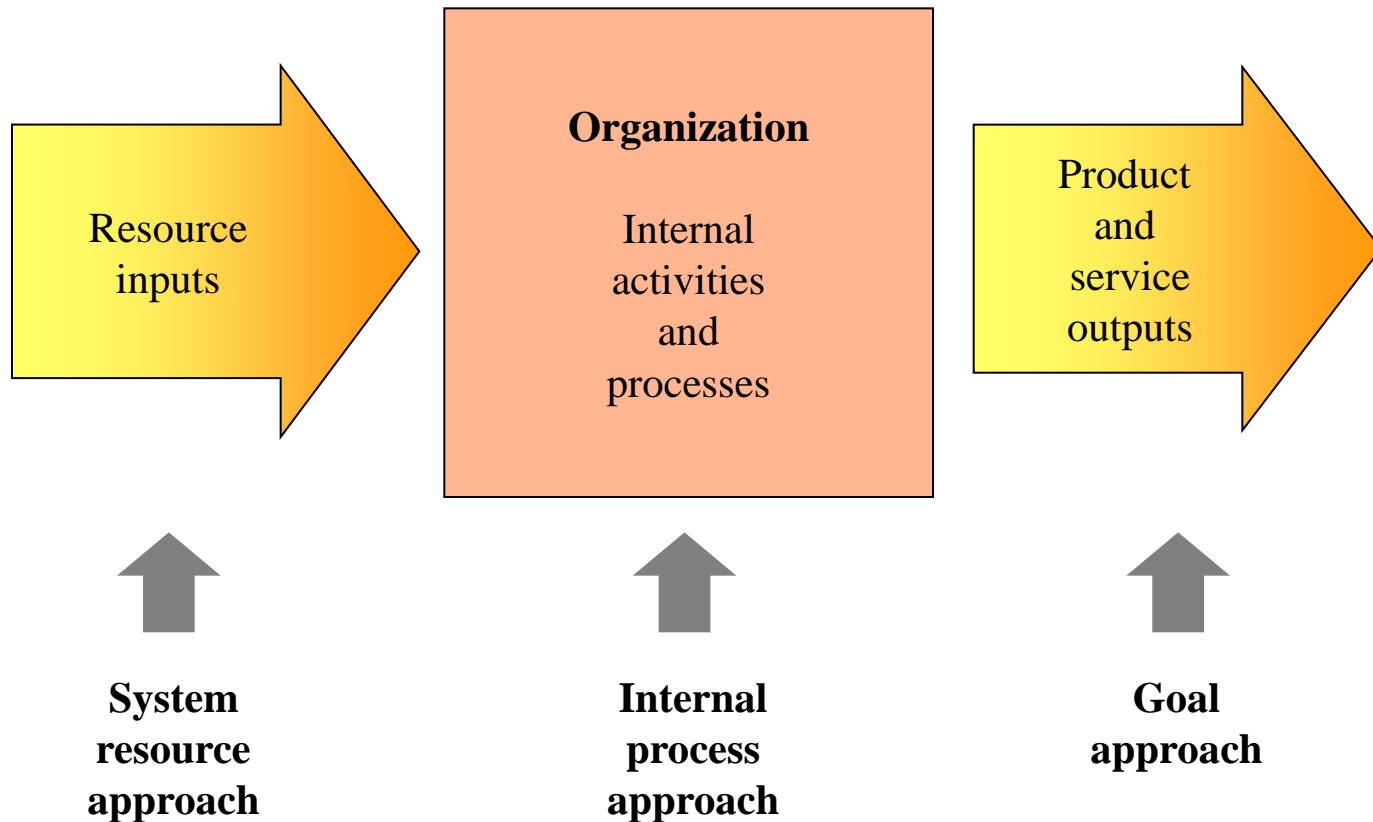 Resource
inputs
Organization
Internal
activities
and
processes
Product
and
service
outputs
System
resource
approach
Internal
process
approach
Goal
approach